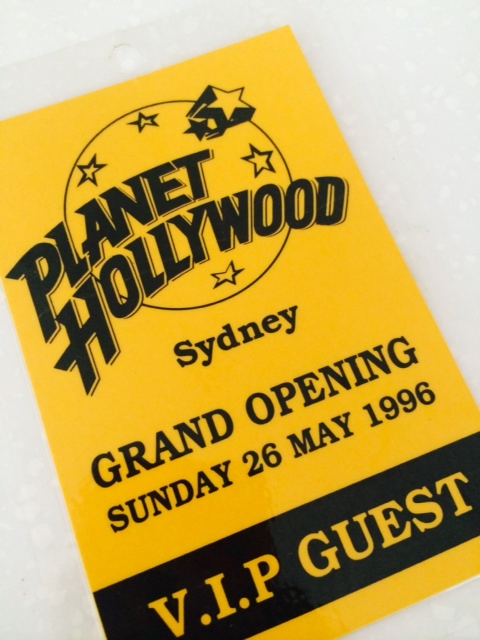 PLANET
HOLLYWOOD
Sydney
GRAND OPENING
SUNDAY 26 MAY 1996
V.I.P GUEST